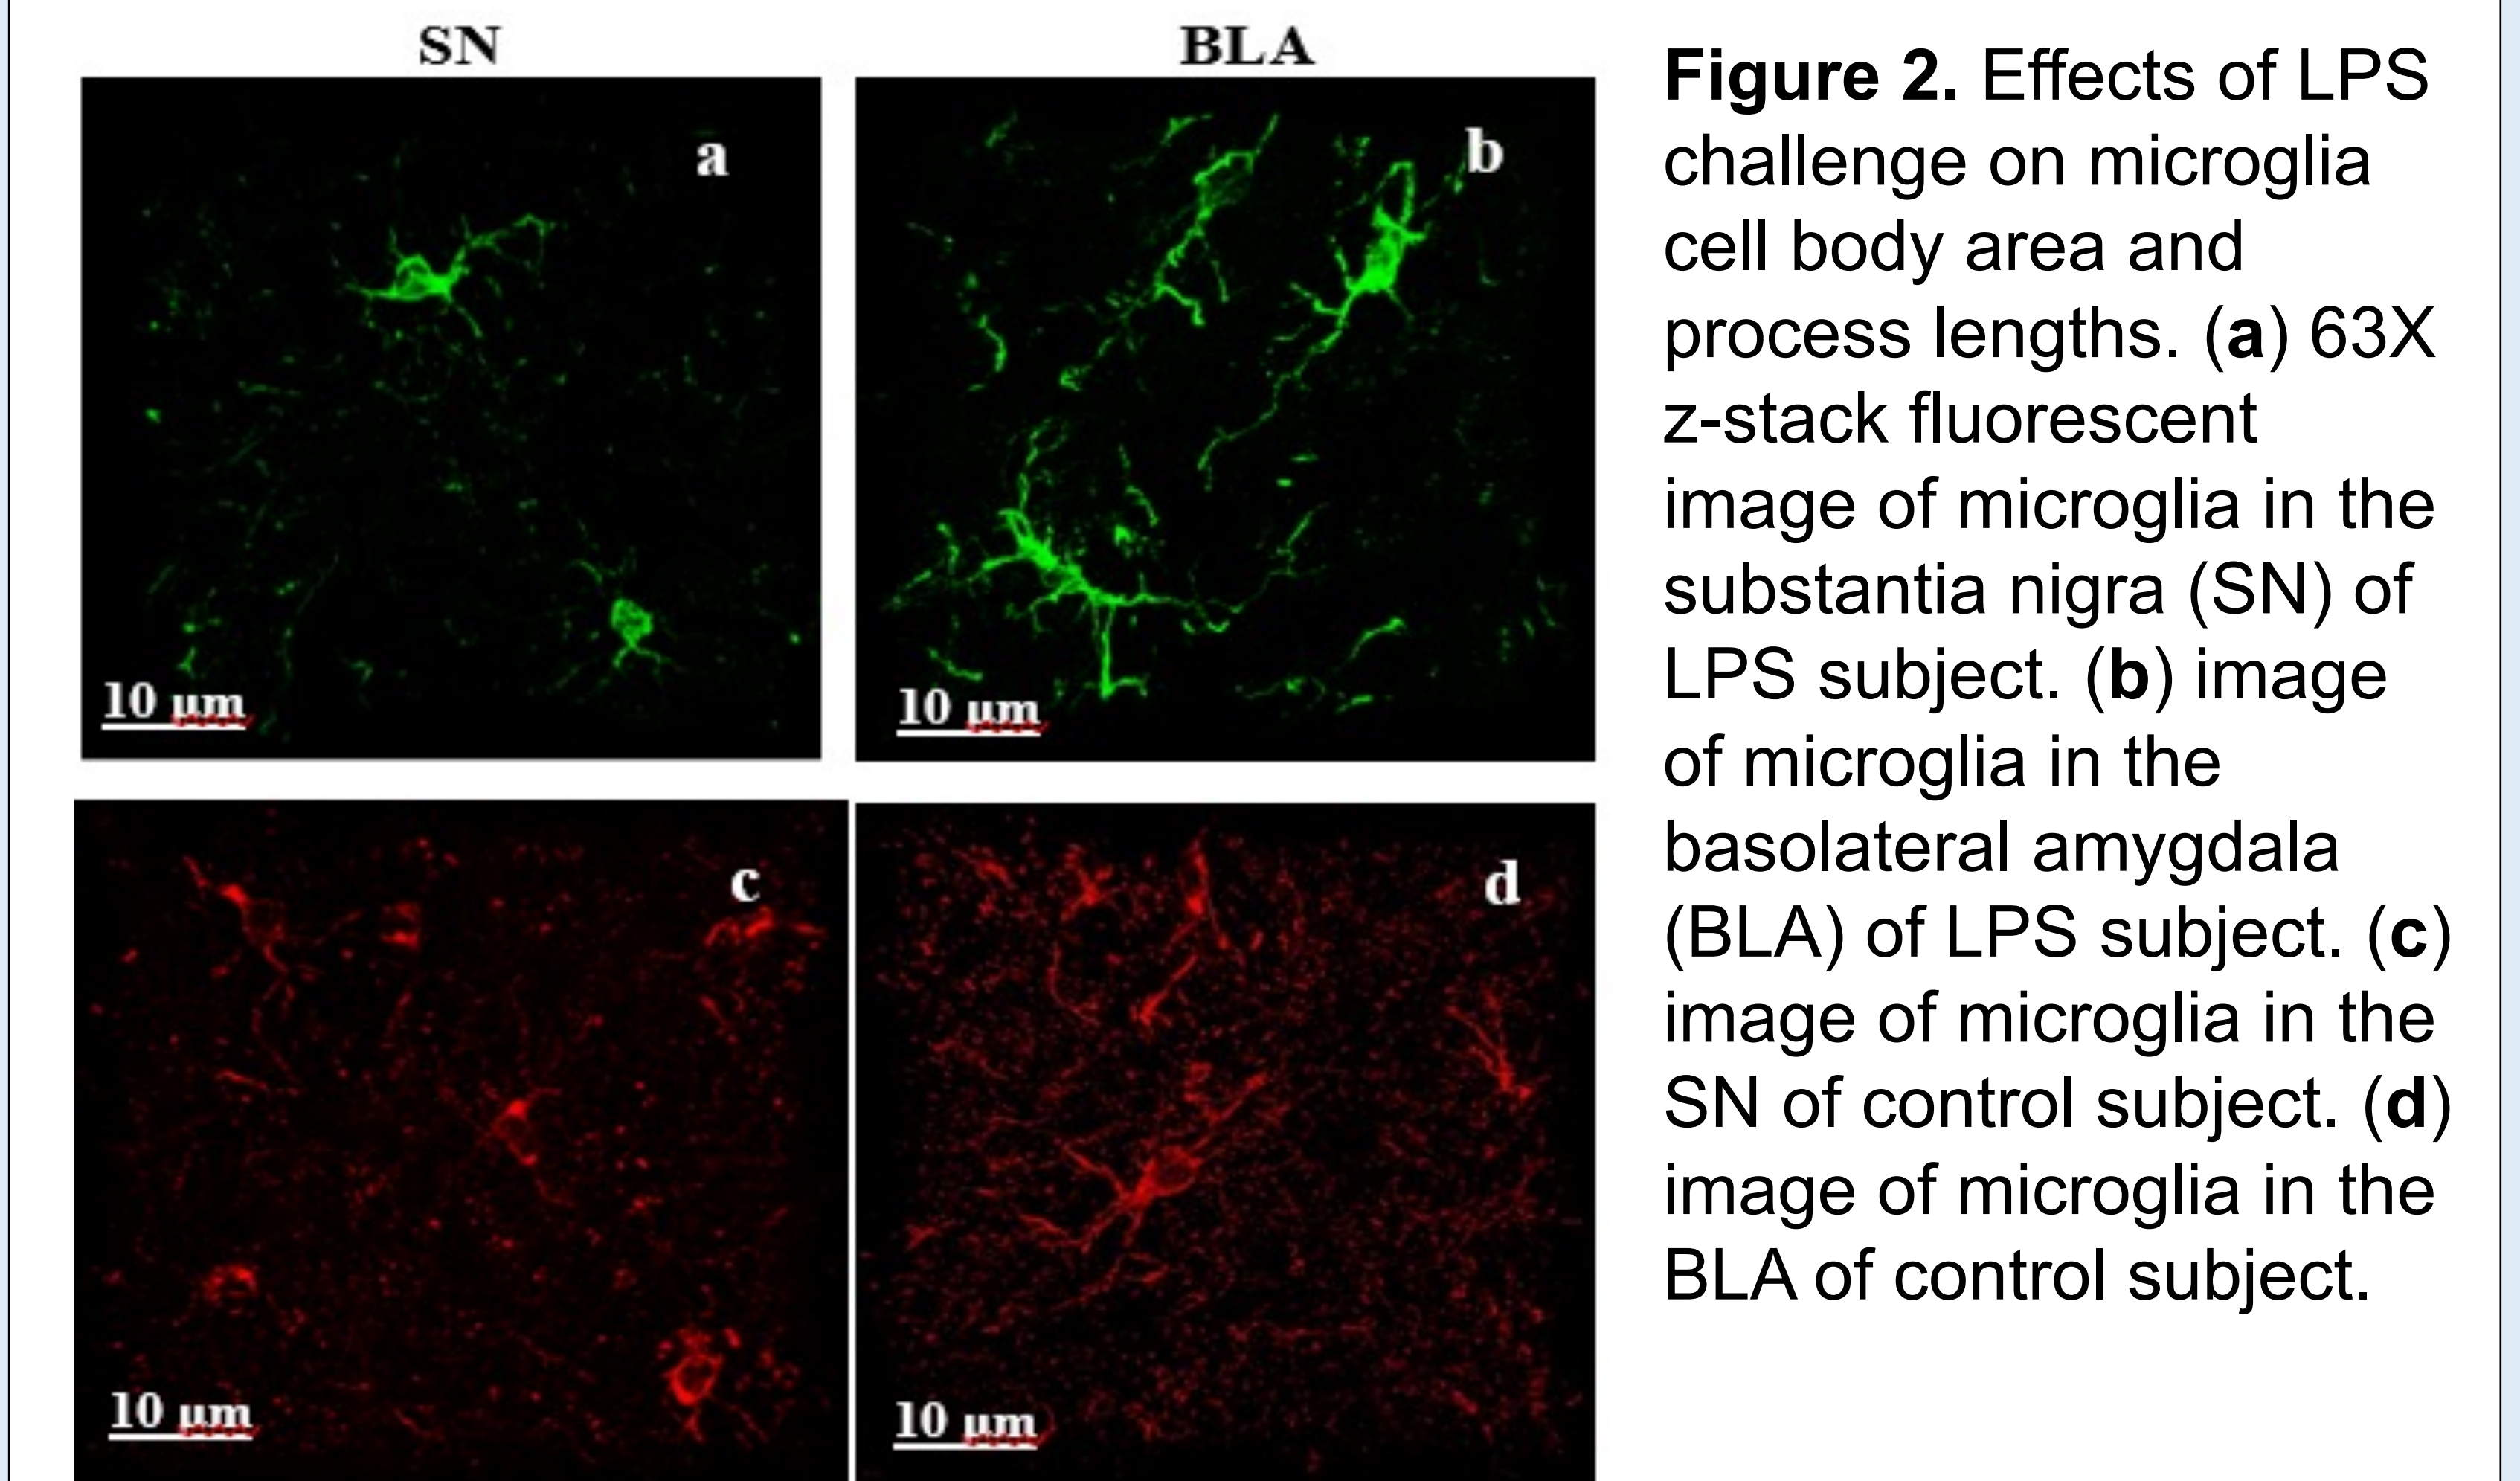 SN
BLA
a
b
10 µm
10 µm
c
d
10 µm
10 µm
Figure 2. Effects of LPS
challenge on microglia
cell body area and
process lengths. (a) 63X
z-stack fluorescent
image of microglia in the
substantia nigra (SN) of
LPS subject. (b) image
of microglia in the
basolateral amygdala
(BLA) of LPS subject. (c)
image of microglia in the
SN of control subject. (d)
image of microglia in the
BLA of control subject.